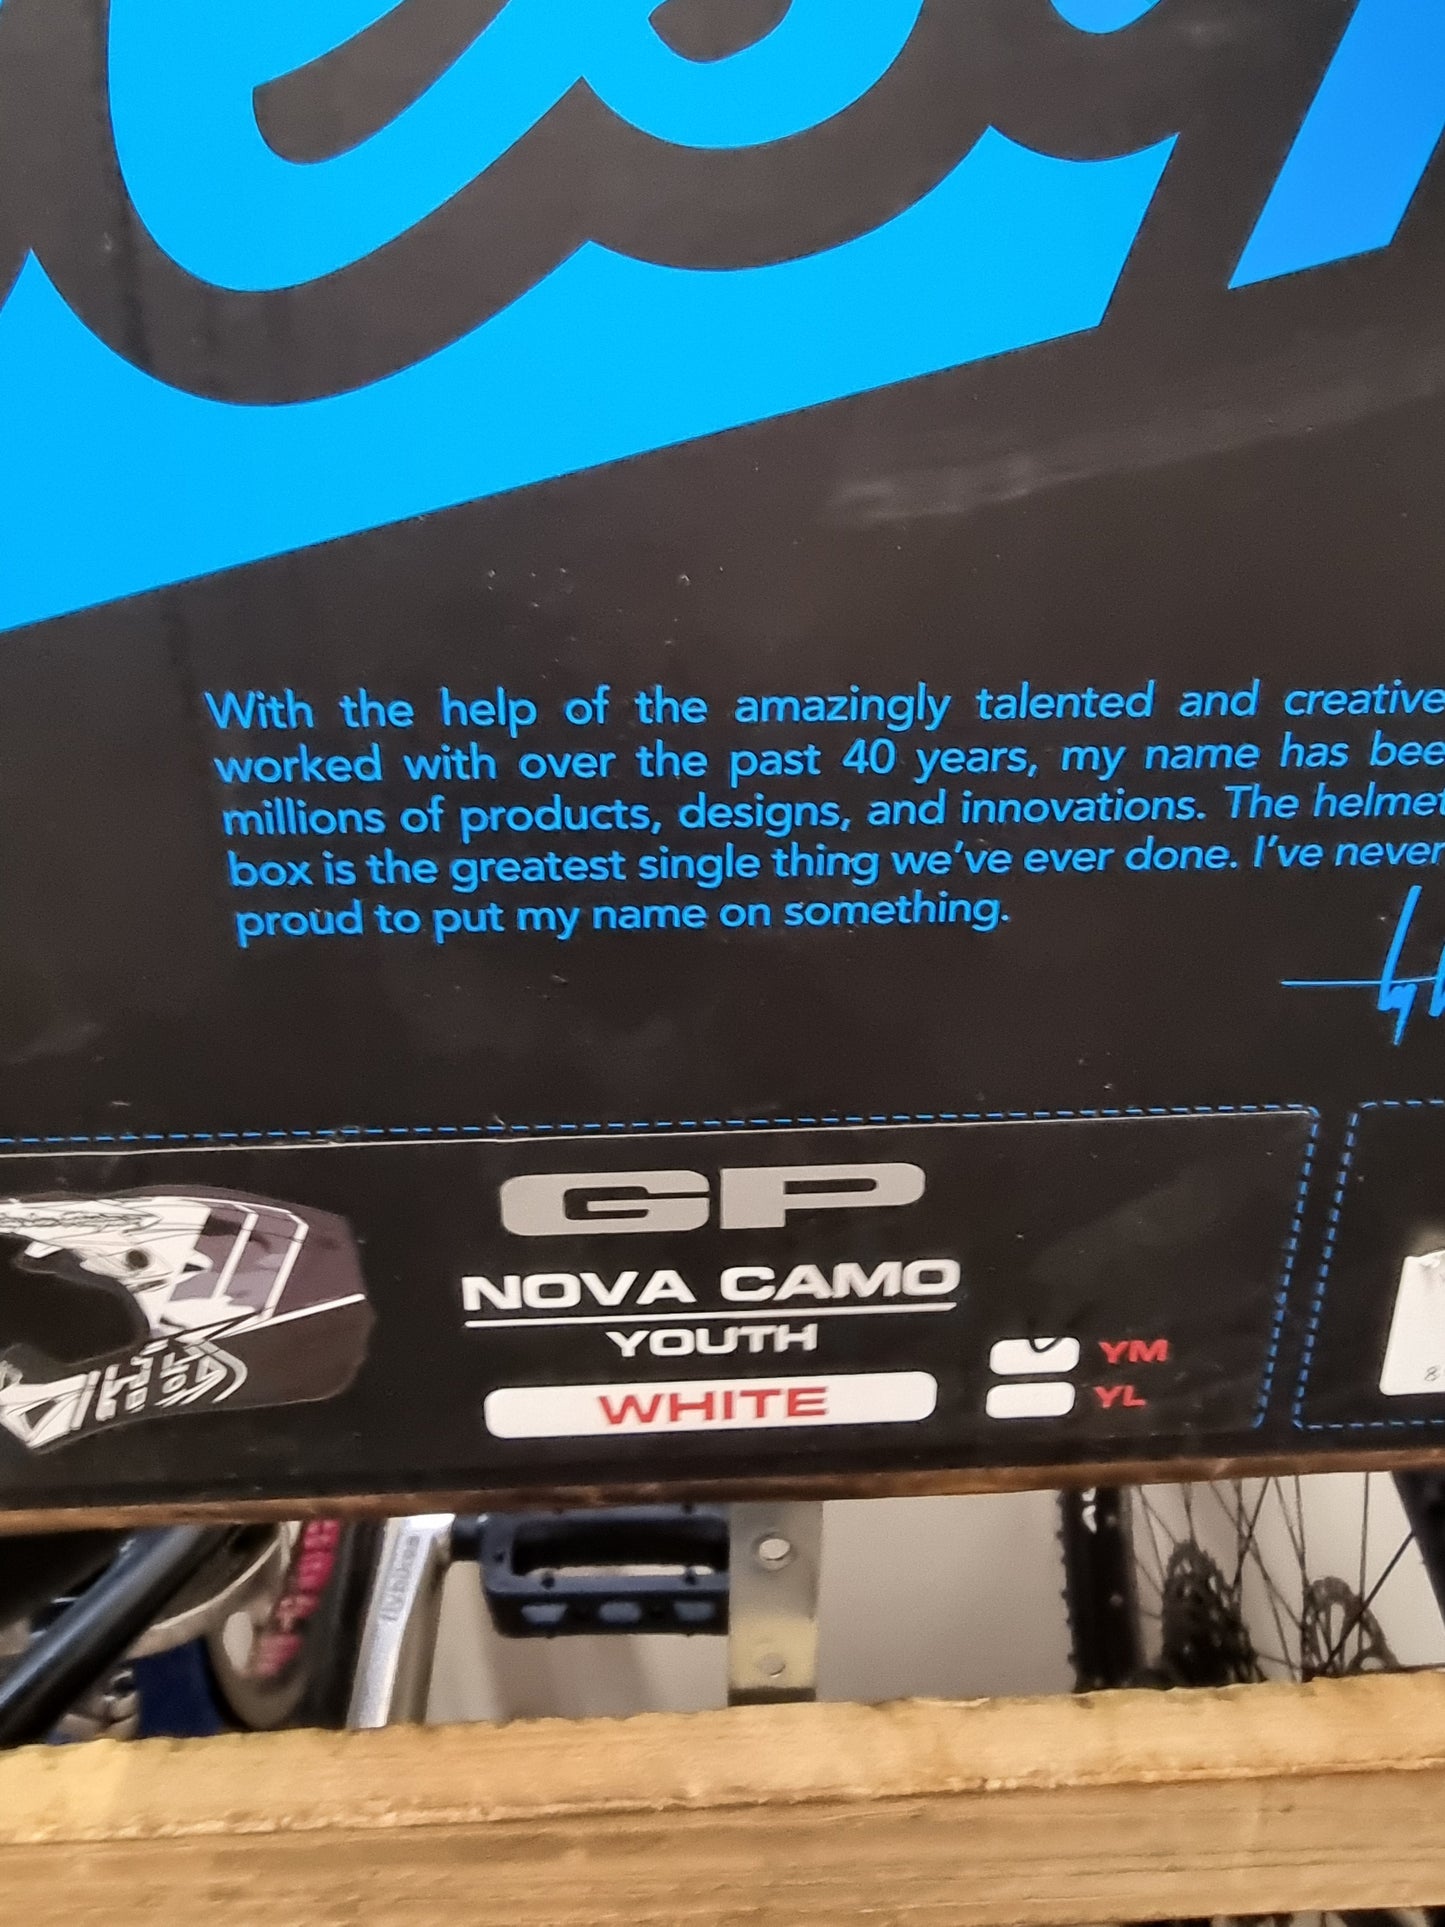 With the help of the amazingly talented and creative
worked with over the past 40 years, my name has bee
millions of products, designs, and innovations. The helmet
box is the greatest single thing we've ever done. I've never
proud to put my name on something.
GP
NOVA CAMO
YOUTH
WHITE
YM
YL
8